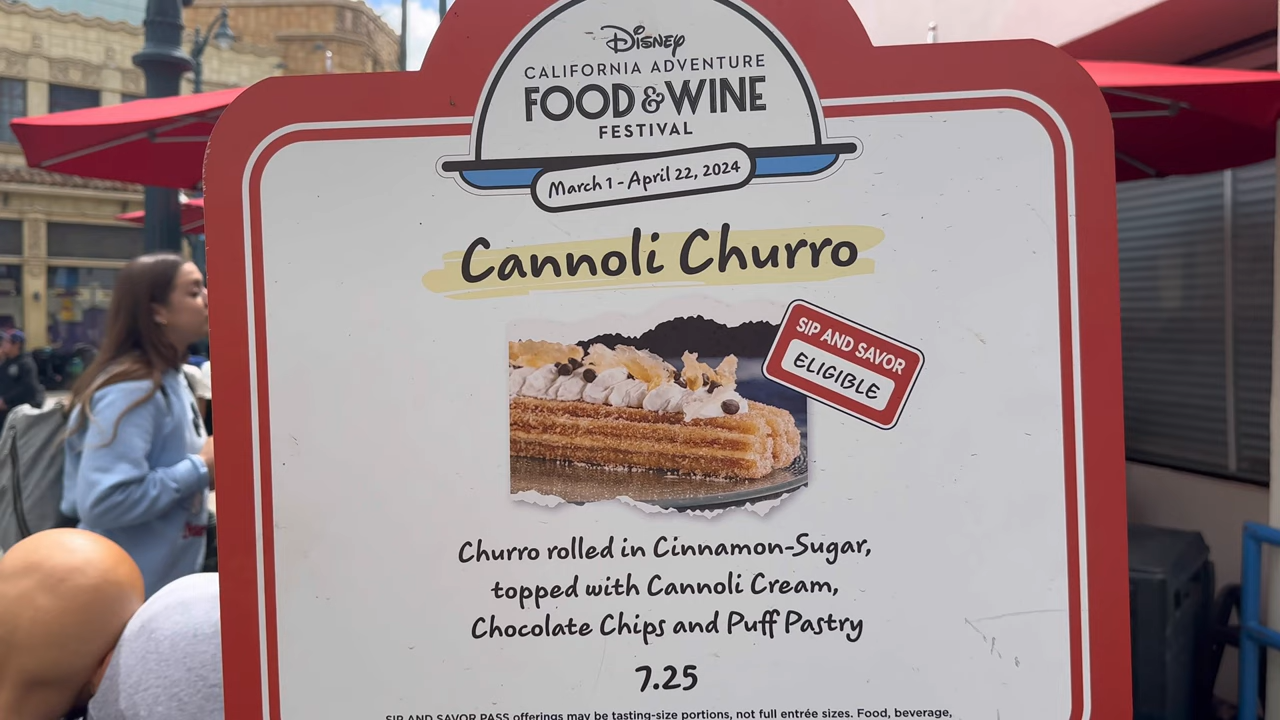 Disney
CALIFORNIA ADVENTURE
FOOD & WINE
FESTIVAL
March 1 - April 22, 2024
Cannoli Churro
SIP AND SAVOR
ELIGIBLE
Churro rolled in Cinnamon-Sugar,
topped with Cannoli Cream,
Chocolate Chips and Puff Pastry
7.25
SIP AND SAVOR PASS offerings may be tasting-size portions, not full entrée sizes. Food, beverage,